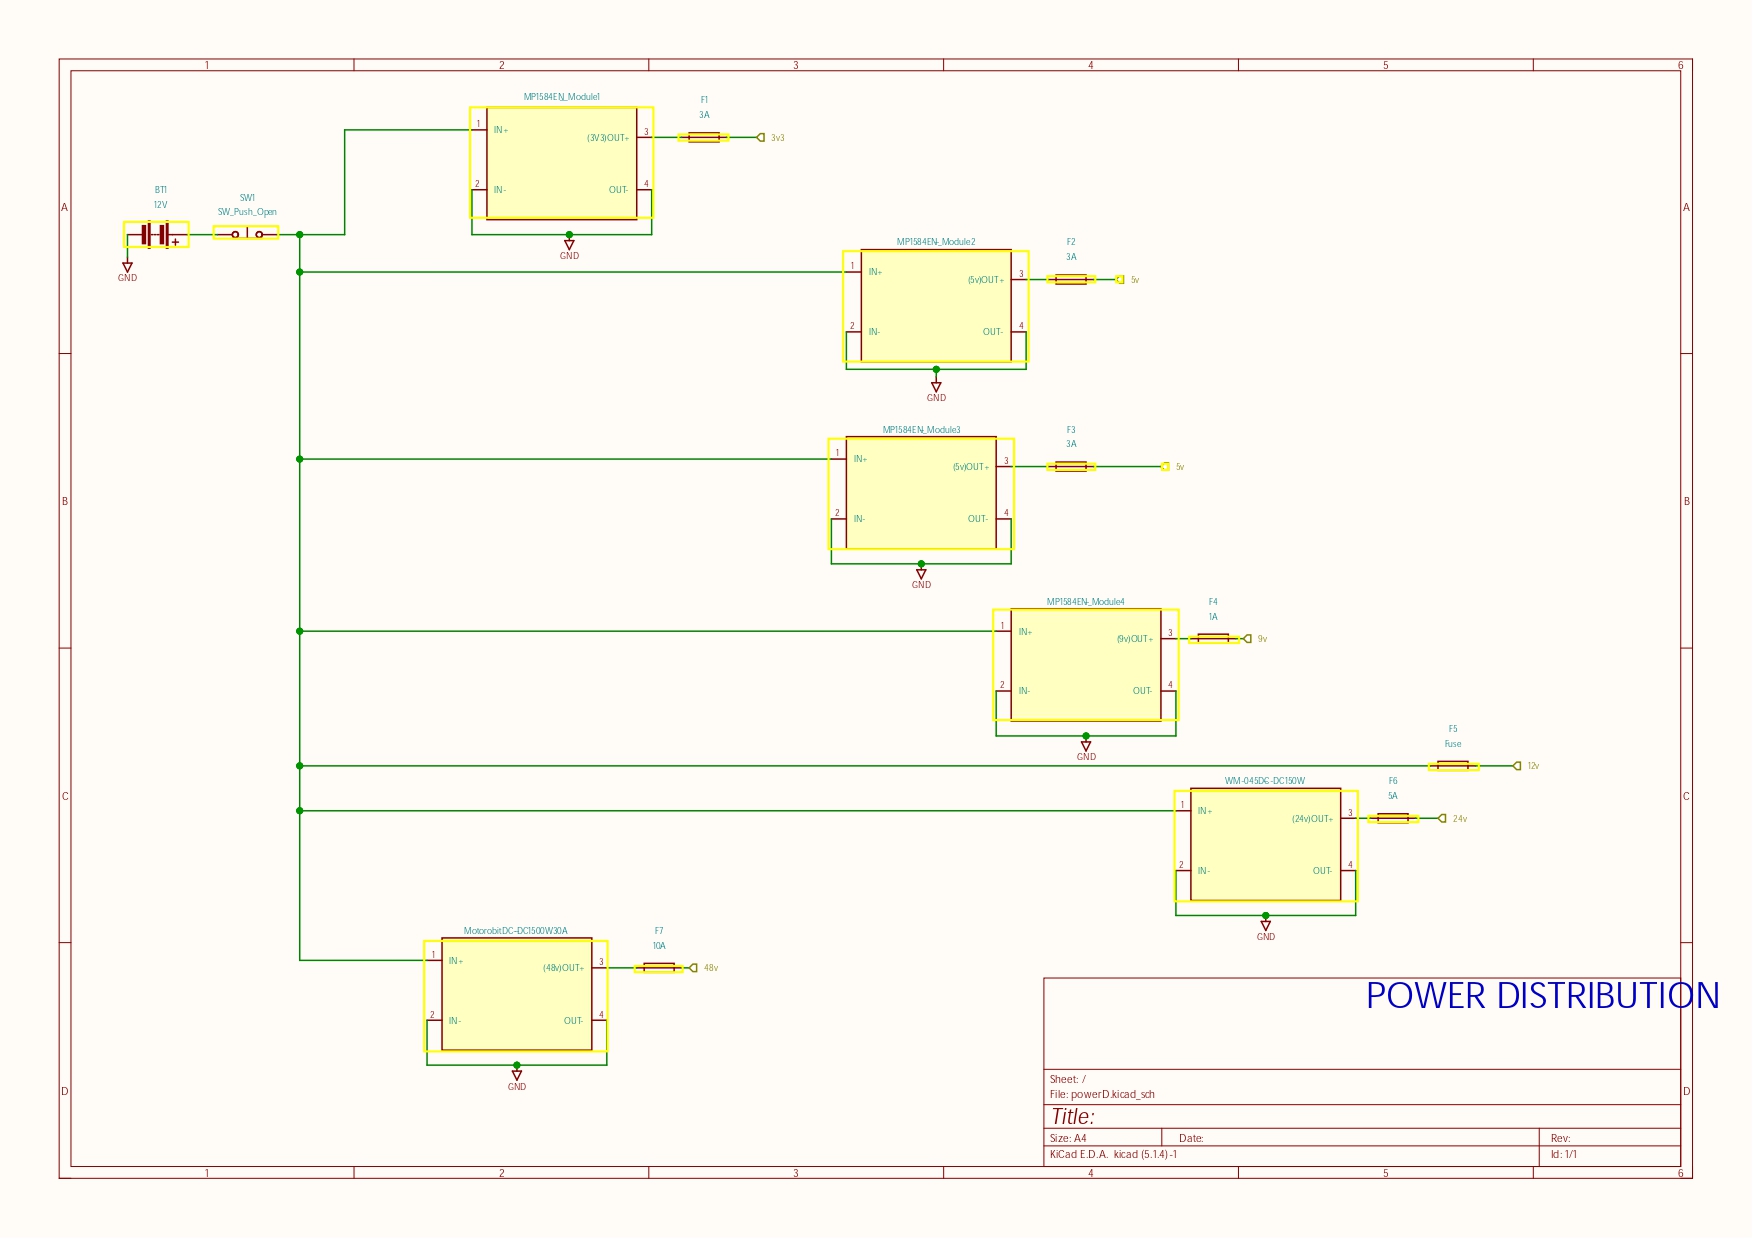 1 2 3 4 5 6
MP1584EN_Module1
F1
3A
1
IN+
(3V3)OUT+
3
3v3
2
IN-
OUT-
4
GND
A
A
BT1
12V
SW1
SW_Push_Open
+
GND
MP1584EN-_Module2
F2
3A
1
IN+
(5v)OUT+
3
5v
2
IN-
OUT-
4
GND
MP1584EN-_Module3
F3
3A
1
IN+
(5v)OUT+
3
5v
B
B
2
IN-
OUT-
4
GND
MP1584EN-_Module4
F4
1A
1
IN+
(9v)OUT+
3
9v
2
IN-
OUT-
4
GND
F5
Fuse
12v
C
C
WM-045DC-DC150W
F6
5A
1
IN+
(24v)OUT+
3
24v
2
IN-
OUT-
4
GND
MotorobitDC-DC1500W30A
F7
10A
1
IN+
(48v)OUT+
3
48v
2
IN-
OUT-
4
GND
POWER DISTRIBUTION
D
D
Sheet: /
File: powerD.kicad_sch
Title:
Size: A4 Date: Rev:
KiCad E.D.A. kicad (5.1.4)-1 Id: 1/1
1 2 3 4 5 6